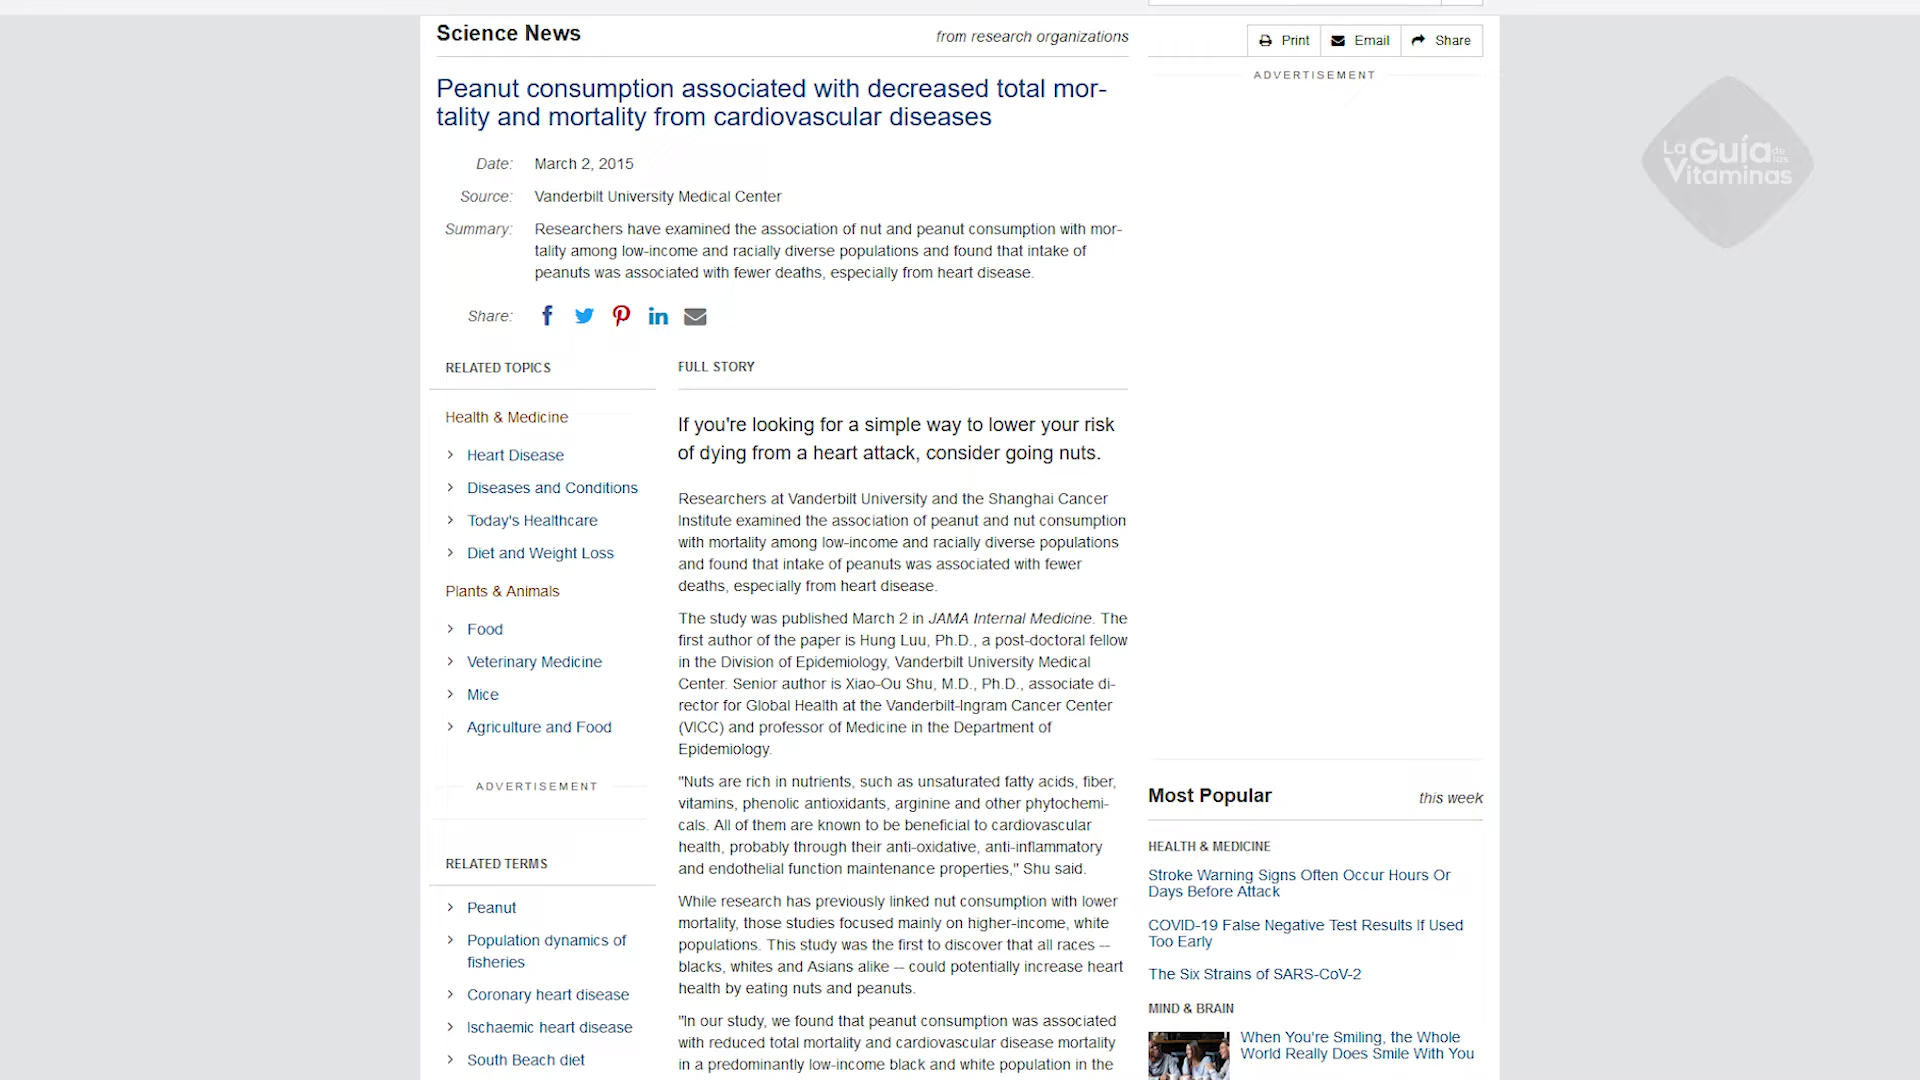 Science News
from research organizations
Print
Email
Share
ADVERTISEMENT
La Guía de las
Vitaminas
Peanut consumption associated with decreased total mor-
tality and mortality from cardiovascular diseases
Date: March 2, 2015
Source: Vanderbilt University Medical Center
Summary: Researchers have examined the association of nut and peanut consumption with mor-
tality among low-income and racially diverse populations and found that intake of
peanuts was associated with fewer deaths, especially from heart disease.
Share:
RELATED TOPICS
Health & Medicine
Heart Disease
Diseases and Conditions
Today's Healthcare
Diet and Weight Loss
Plants & Animals
Food
Veterinary Medicine
Mice
Agriculture and Food
ADVERTISEMENT
RELATED TERMS
Peanut
Population dynamics of
fisheries
Coronary heart disease
Ischaemic heart disease
South Beach diet
FULL STORY
If you're looking for a simple way to lower your risk
of dying from a heart attack, consider going nuts.
Researchers at Vanderbilt University and the Shanghai Cancer
Institute examined the association of peanut and nut consumption
with mortality among low-income and racially diverse populations
and found that intake of peanuts was associated with fewer
deaths, especially from heart disease.
The study was published March 2 in JAMA Internal Medicine. The
first author of the paper is Hung Luu, Ph.D., a post-doctoral fellow
in the Division of Epidemiology, Vanderbilt University Medical
Center. Senior author is Xiao-Ou Shu, M.D., Ph.D., associate di-
rector for Global Health at the Vanderbilt-Ingram Cancer Center
(VICC) and professor of Medicine in the Department of
Epidemiology.
"Nuts are rich in nutrients, such as unsaturated fatty acids, fiber,
vitamins, phenolic antioxidants, arginine and other phytochemi-
cals. All of them are known to be beneficial to cardiovascular
health, probably through their anti-oxidative, anti-inflammatory
and endothelial function maintenance properties," Shu said.
While research has previously linked nut consumption with lower
mortality, those studies focused mainly on higher-income, white
populations. This study was the first to discover that all races --
blacks, whites and Asians alike -- could potentially increase heart
health by eating nuts and peanuts.
"In our study, we found that peanut consumption was associated
with reduced total mortality and cardiovascular disease mortality
in a predominantly low-income black and white population in the
Most Popular
this week
HEALTH & MEDICINE
Stroke Warning Signs Often Occur Hours Or
Days Before Attack
COVID-19 False Negative Test Results If Used
Too Early
The Six Strains of SARS-CoV-2
MIND & BRAIN
When You're Smiling, the Whole
World Really Does Smile With You